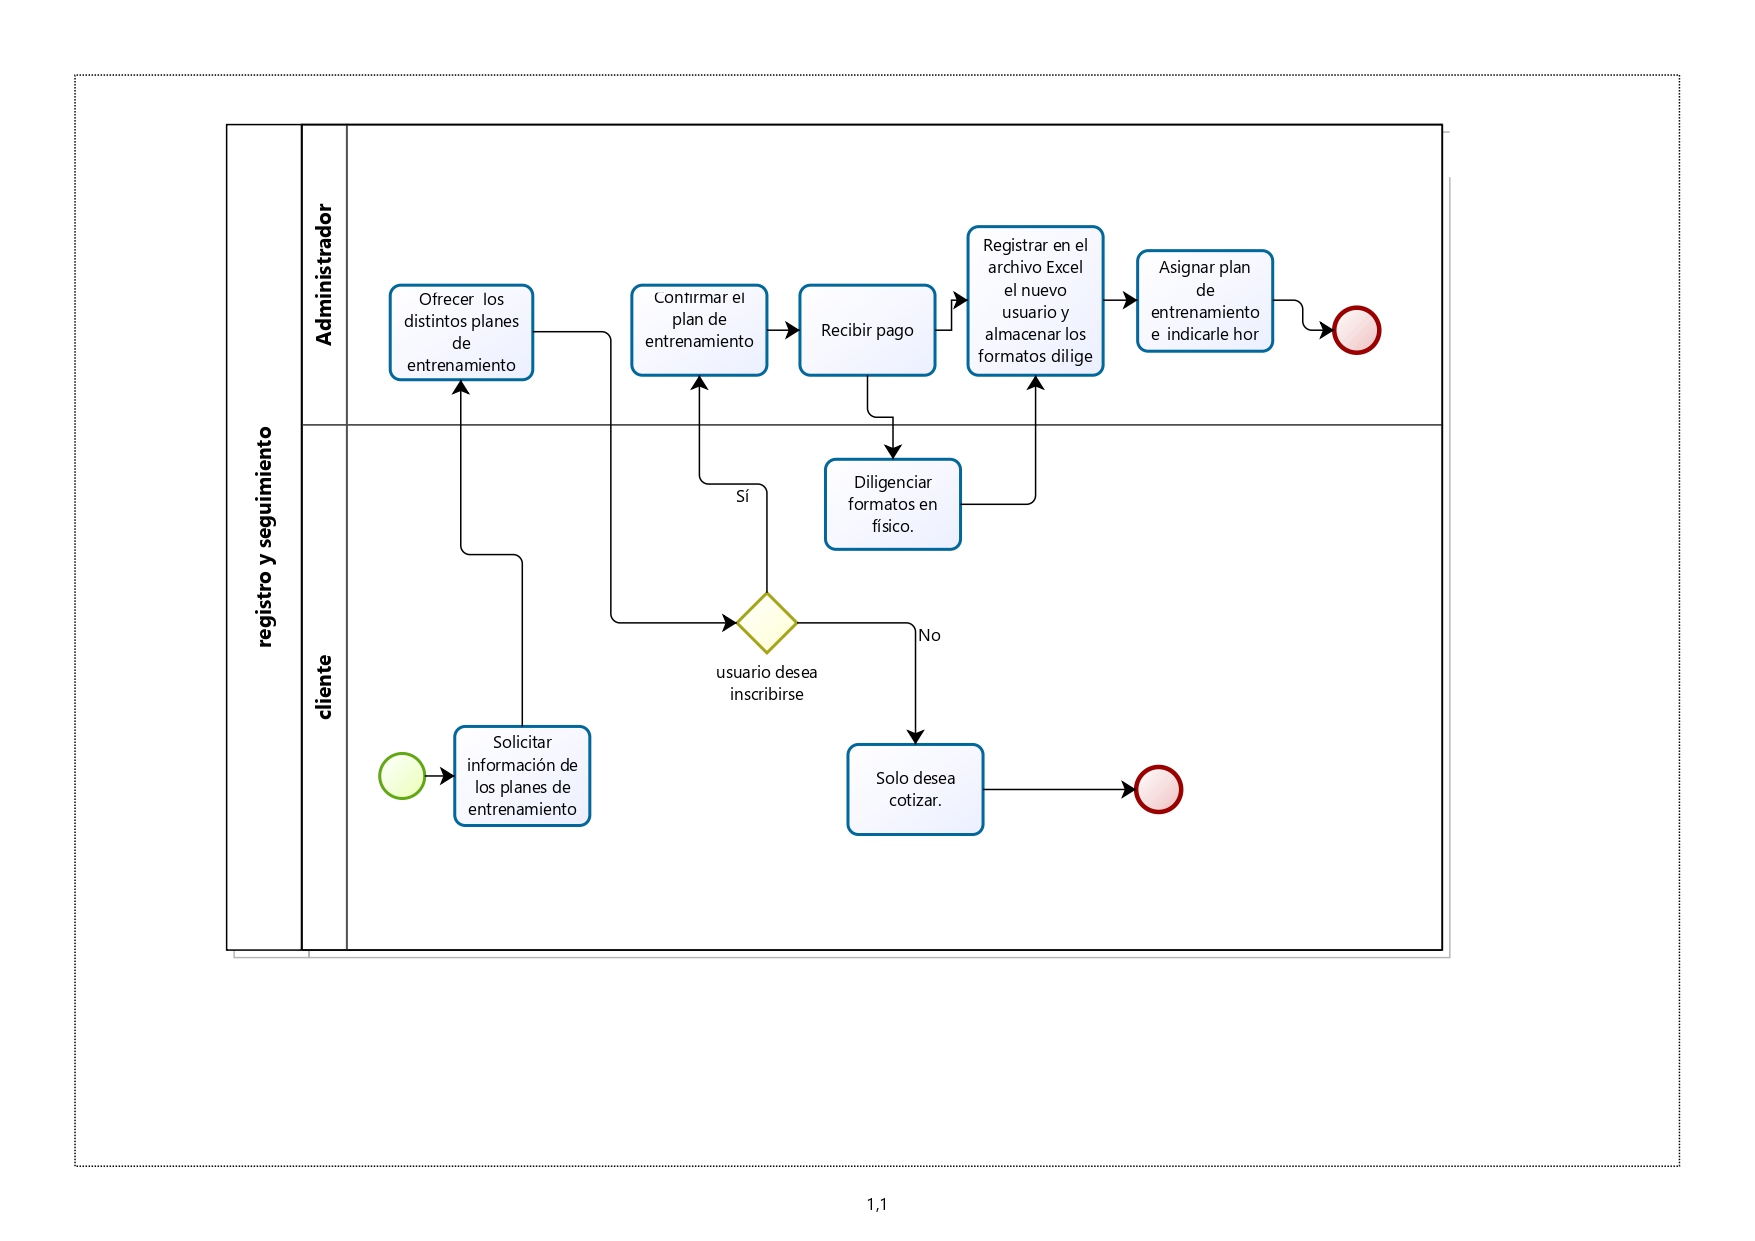 registro y seguimiento
Administrador
Ofrecer los
distintos planes
de
entrenamiento
Confirmar el
plan de
entrenamiento
Recibir pago
Registrar en el
archivo Excel
el nuevo
usuario y
almacenar los
formatos dilige
Asignar plan
de
entrenamiento
e indicarle hor
cliente
Diligenciar
formatos en
físico.
Sí
No
usuario desea
inscribirse
Solicitar
información de
los planes de
entrenamiento
Solo desea
cotizar.
1,1